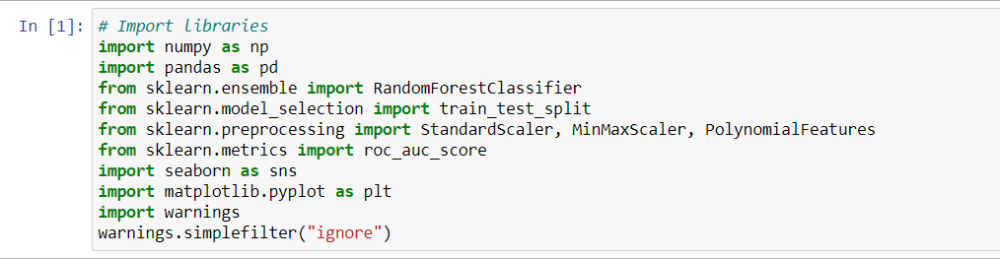 In [1]: # Import libraries
import numpy as np
import pandas as pd
from sklearn.ensemble import RandomForestClassifier
from sklearn.model_selection import train_test_split
from sklearn.preprocessing import StandardScaler, MinMaxScaler, PolynomialFeatures
from sklearn.metrics import roc_auc_score
import seaborn as sns
import matplotlib.pyplot as plt
import warnings
warnings.simplefilter("ignore")